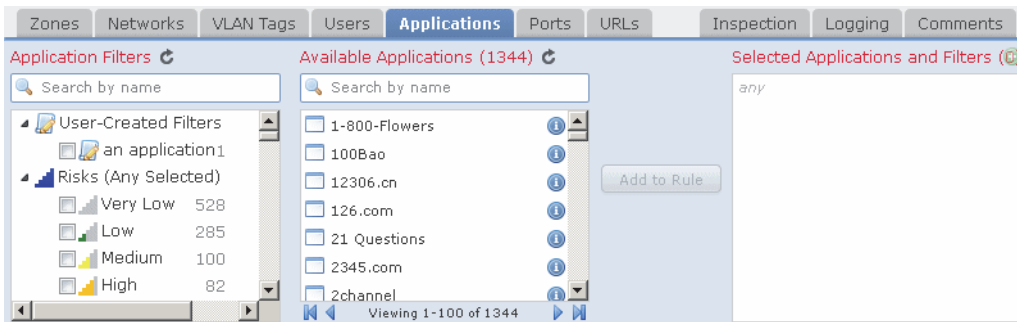 Zones Networks VLAN Tags Users Applications Ports URLs Inspection Logging Comments
Application Filters
Search by name
User-Created Filters
an application 1
Risks (Any Selected)
Very Low 528
Low 285
Medium 100
High 82
Available Applications (1344)
Search by name
1-800-Flowers
100Bao
12306.cn
126.com
21 Questions
2345.com
2channel
Viewing 1-100 of 1344
Add to Rule
Selected Applications and Filters (
any